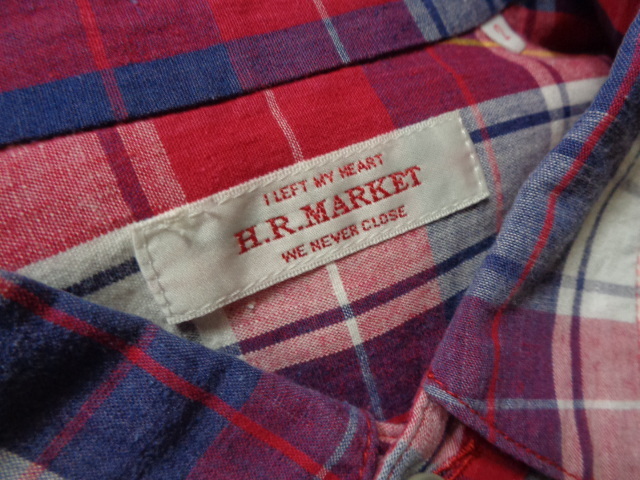 I LEFT MY HEART
H.R.MARKET
WE NEVER CLOSE